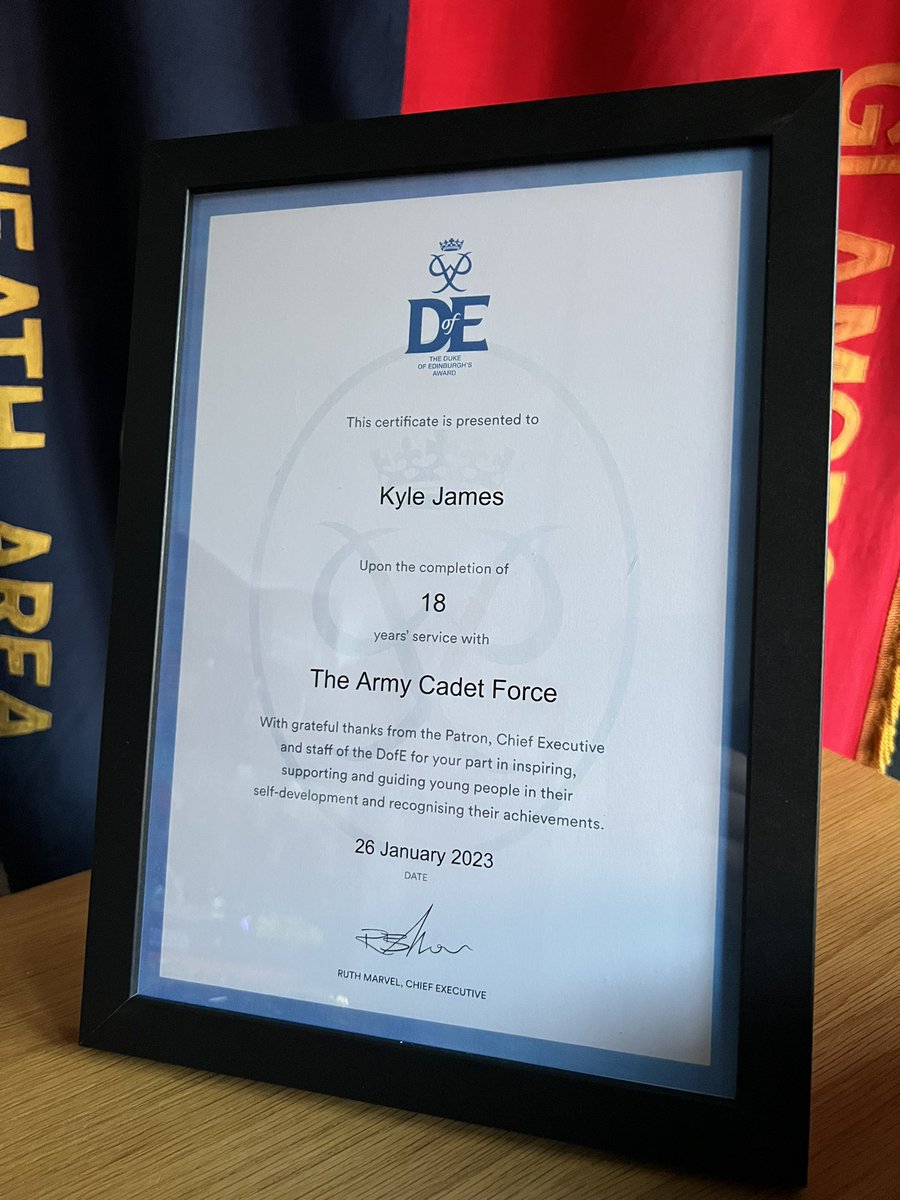 NEATH AREA
GLAMOR
DofE
THE DUKE
OF EDINBURGH'S
AWARD
This certificate is presented to
Kyle James
Upon the completion of
18
years' service with
The Army Cadet Force
With grateful thanks from the Patron, Chief Executive
and staff of the DofE for your part in inspiring,
supporting and guiding young people in their
self-development and recognising their achievements.
26 January 2023
DATE
RUTH MARVEL, CHIEF EXECUTIVE